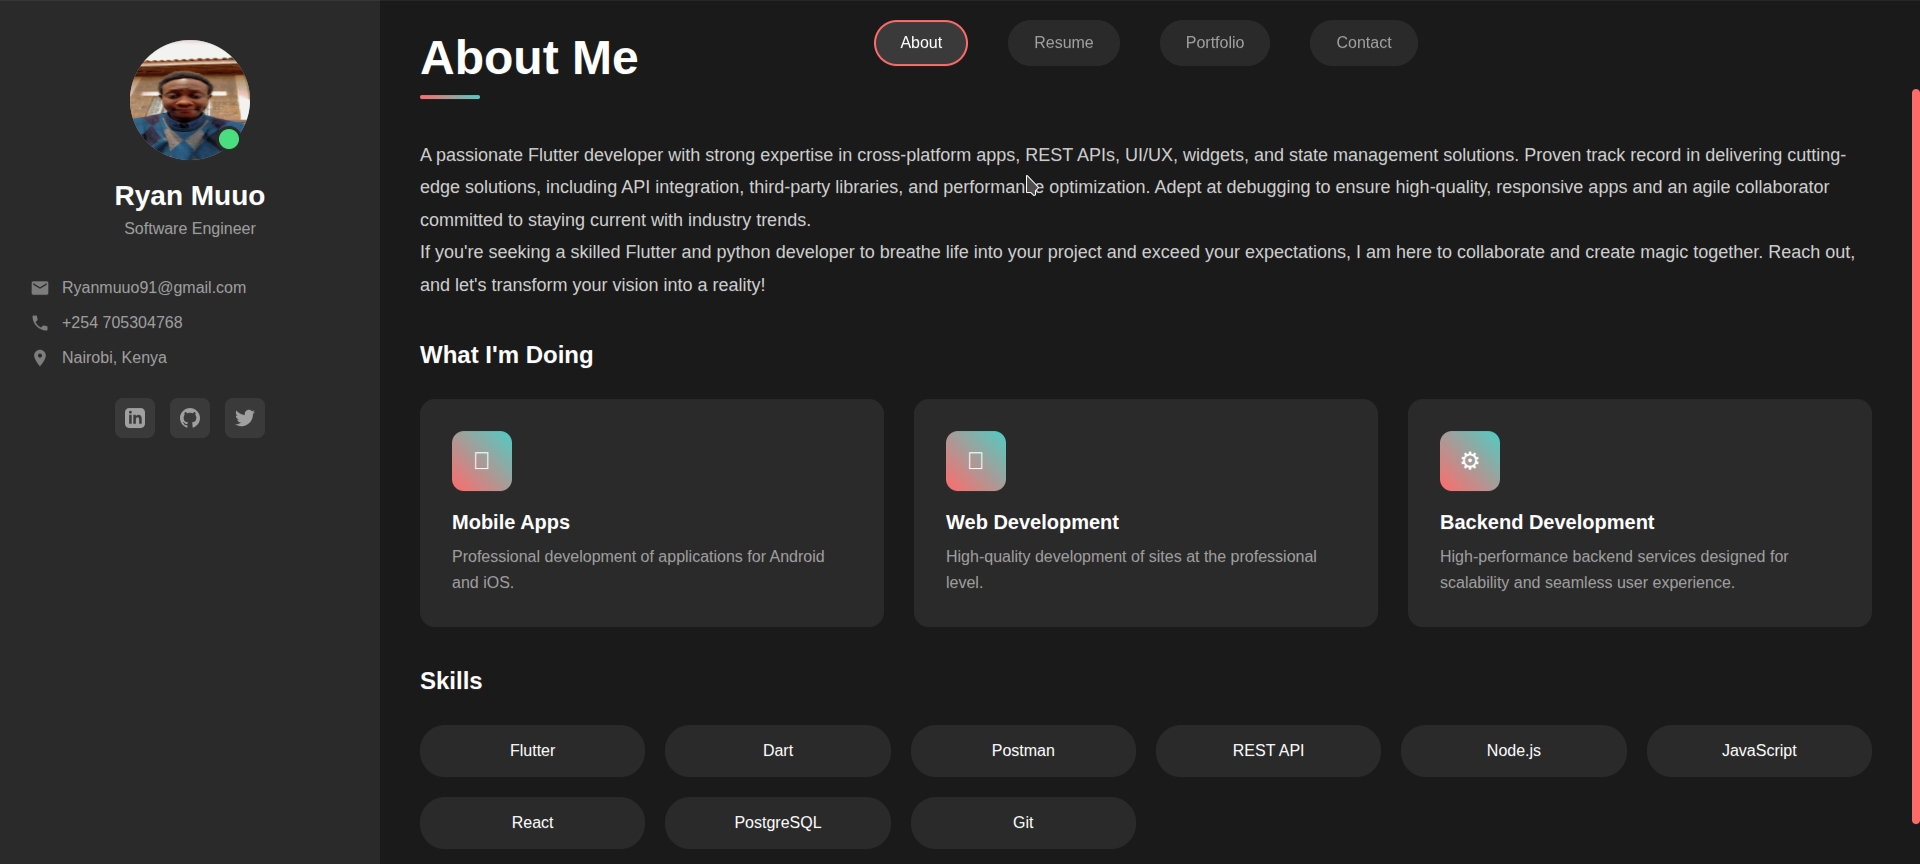 Ryan Muuo
Software Engineer
Ryanmuuo91@gmail.com
+254 705304768
Nairobi, Kenya
About
Resume
Portfolio
Contact
About Me
A passionate Flutter developer with strong expertise in cross-platform apps, REST APIs, UI/UX, widgets, and state management solutions. Proven track record in delivering cutting-
edge solutions, including API integration, third-party libraries, and performance optimization. Adept at debugging to ensure high-quality, responsive apps and an agile collaborator
committed to staying current with industry trends.
If you're seeking a skilled Flutter and python developer to breathe life into your project and exceed your expectations, I am here to collaborate and create magic together. Reach out,
and let's transform your vision into a reality!
What I'm Doing
Mobile Apps
Professional development of applications for Android
and iOS.
Web Development
High-quality development of sites at the professional
level.
Backend Development
High-performance backend services designed for
scalability and seamless user experience.
Skills
Flutter
Dart
Postman
REST API
Node.js
JavaScript
React
PostgreSQL
Git